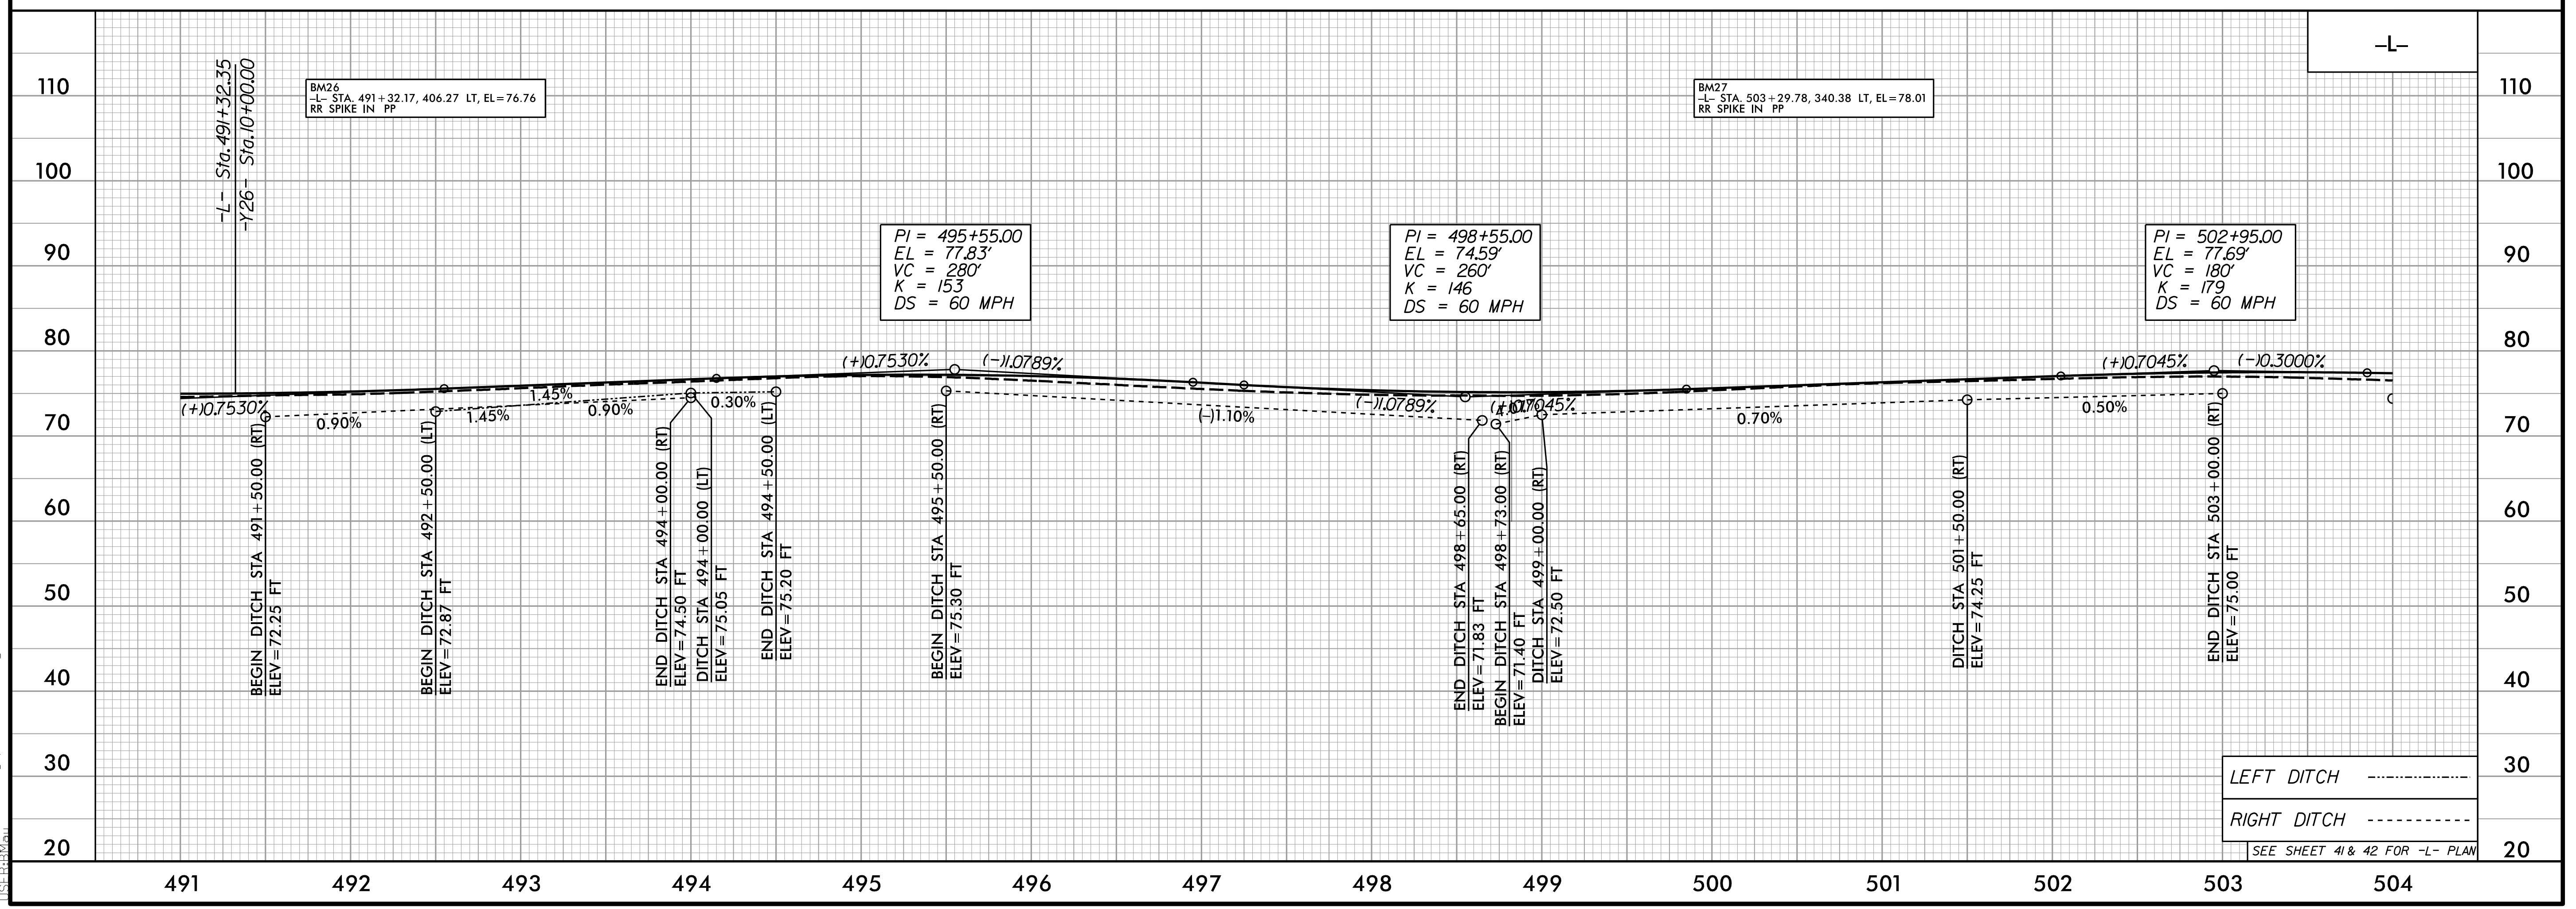 -L-
110
110
-L- Sta. 491+32.35
-Y26- Sta. 10+00.00
BM26
-L- STA. 491+32.17, 406.27 LT, EL=76.76
RR SPIKE IN PP
BM27
-L- STA. 503+29.78, 340.38 LT, EL=78.01
RR SPIKE IN PP
100
100
90
90
PI = 495+55.00
EL = 77.83'
VC = 280'
K = 153
DS = 60 MPH
PI = 498+55.00
EL = 74.59'
VC = 260'
K = 146
DS = 60 MPH
PI = 502+95.00
EL = 77.69'
VC = 180'
K = 179
DS = 60 MPH
80
80
(+)0.7530%
(-)1.0789%
(+)0.7045%
(-)0.3000%
(+)0.7530%
0.90%
1.45%
1.45%
0.90%
0.30%
(-)1.10%
(-)1.0789%
(+)0.7045%
0.70%
0.50%
70
70
BEGIN DITCH STA 491+50.00 (RT)
ELEV=72.25 FT
BEGIN DITCH STA 492+50.00 (LT)
ELEV=72.87 FT
END DITCH STA 494+00.00 (RT)
ELEV=74.50 FT
DITCH STA 494+00.00 (LT)
ELEV=75.05 FT
END DITCH STA 494+50.00 (LT)
ELEV=75.20 FT
BEGIN DITCH STA 495+50.00 (RT)
ELEV=75.30 FT
END DITCH STA 498+65.00 (RT)
ELEV=71.83 FT
BEGIN DITCH STA 498+73.00 (RT)
ELEV=71.40 FT
DITCH STA 499+00.00 (RT)
ELEV=72.50 FT
DITCH STA 501+50.00 (RT)
ELEV=74.25 FT
END DITCH STA 503+00.00 (RT)
ELEV=75.00 FT
60
60
50
50
40
40
30
30
LEFT DITCH
RIGHT DITCH
SEE SHEET 41 & 42 FOR -L- PLAN
20
20
491 492 493 494 495 496 497 498 499 500 501 502 503 504